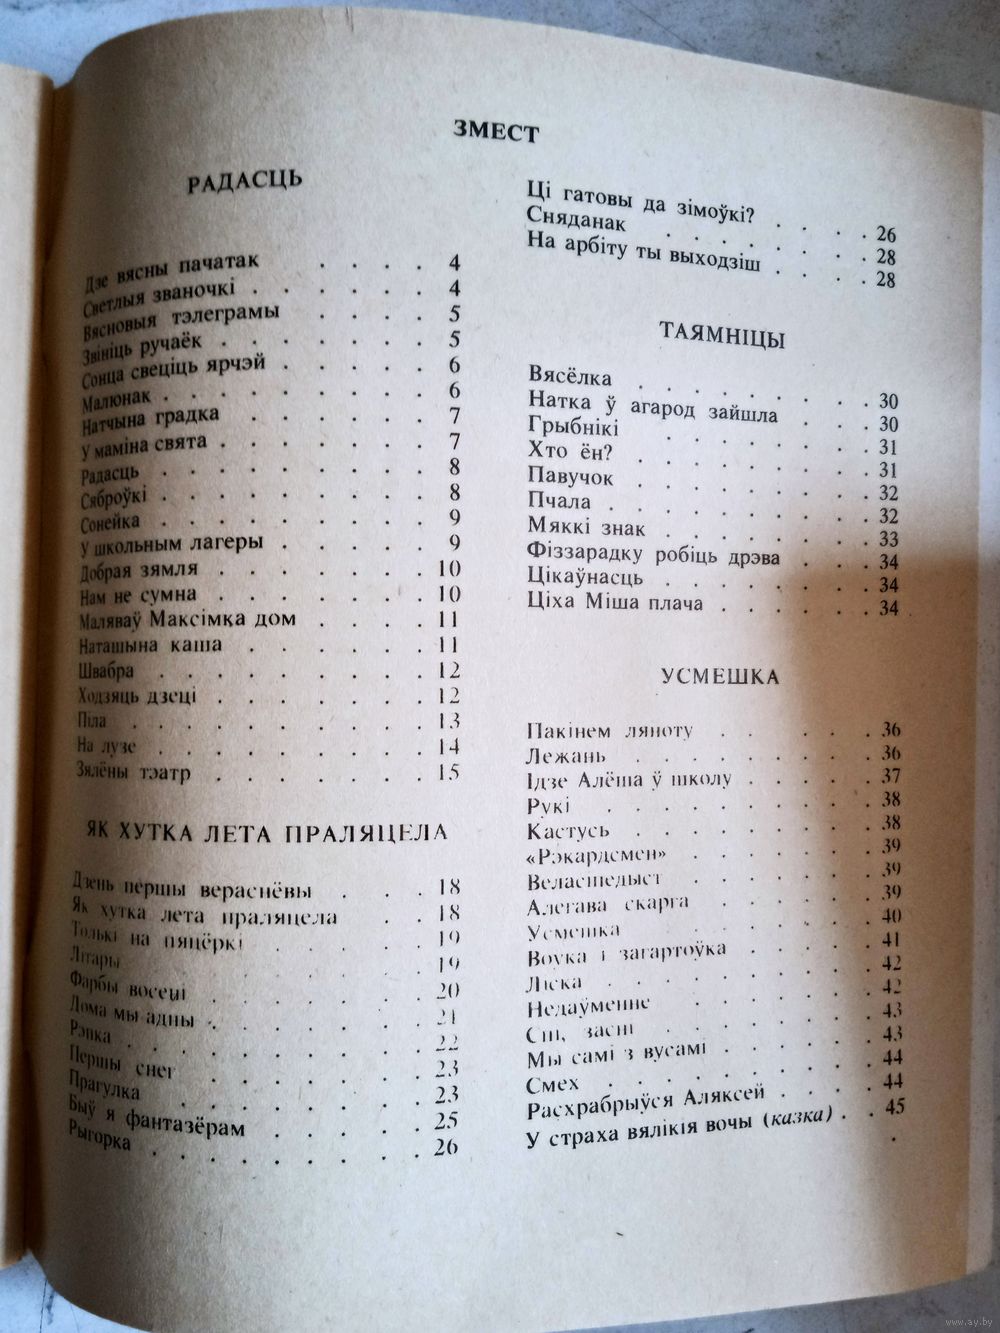 ЗМЕСТ
РАДАСЦЬ
Дзе вясны пачатак . . . . 4
Светлыя званочкі . . . . . . 4
Вясновыя тэлеграмы . . . . 5
Звініць ручаёк . . . . . . . 5
Сонца свеціць ярчэй . . . . . 6
Малюнак . . . . . . . . . 6
Натчына градка . . . . . . 7
У маміна свята . . . . . . . 7
Радасць . . . . . . . . . 8
Сяброўкі . . . . . . . . . 8
Сонейка . . . . . . . . . 9
У школьным лагеры . . . . . 9
Добрая зямля . . . . . . . 10
Нам не сумна . . . . . . . 10
Маляваў Максімка дом . . . . 11
Наташына каша . . . . . . 11
Швабра . . . . . . . . . 12
Ходзяць дзеці . . . . . . . 12
Піла . . . . . . . . . . 13
На лузе . . . . . . . . . 14
Зялёны тэатр . . . . . . . 15
ЯК ХУТКА ЛЕТА ПРАЛЯЦЕЛА
Дзень першы верасնёвы . . . 18
Як хутка лета праляцела . . 18
Толькі на пяцёркі . . . . . 19
Літары . . . . . . . . . 19
Фарбы восені . . . . . . . 20
Дома мы адны . . . . . . . 21
Рэпка . . . . . . . . . . 22
Першы снег . . . . . . . 23
Прагулка . . . . . . . . 23
Быў я фантазёрам . . . . . 25
Рыгорка . . . . . . . . . 26
Ці гатовы да зімоўкі? . . . . 26
Сняданак . . . . . . . . 28
На арбіту ты выходзіш . . . . 28
ТАЯМНІЦЫ
Вясёлка . . . . . . . . . 30
Натка ў агарод зайшла . . . . 30
Грыбнікі . . . . . . . . 31
Хто ён? . . . . . . . . . 31
Павучок . . . . . . . . . 32
Пчала . . . . . . . . . . 32
Мяккі знак . . . . . . . . 33
Фіззарадку робіць дрэва . . . 34
Цікаўнасць . . . . . . . . 34
Ціха Міша плача . . . . . . 34
УСМЕШКА
Пакінем ляноту . . . . . . 36
Лежань . . . . . . . . . 36
Ідзе Алёша ў школу . . . . . 37
Рукі . . . . . . . . . . 38
Кастусь . . . . . . . . . 38
«Рэкардсмен» . . . . . . . 39
Веласіпедыст . . . . . . . 39
Алегава скарга . . . . . . 39
Усмешка . . . . . . . . . 40
Воўка і загартоўка . . . . . 41
Ліска . . . . . . . . . . 42
Недаўменне . . . . . . . . 42
Спі, засні . . . . . . . . 43
Мы самі з вусамі . . . . . . 43
Смех . . . . . . . . . . 44
Расхрабрыўся Аляксей . . . . 44
У страха вялікія вочы (казка) . . 45
www.ay.by